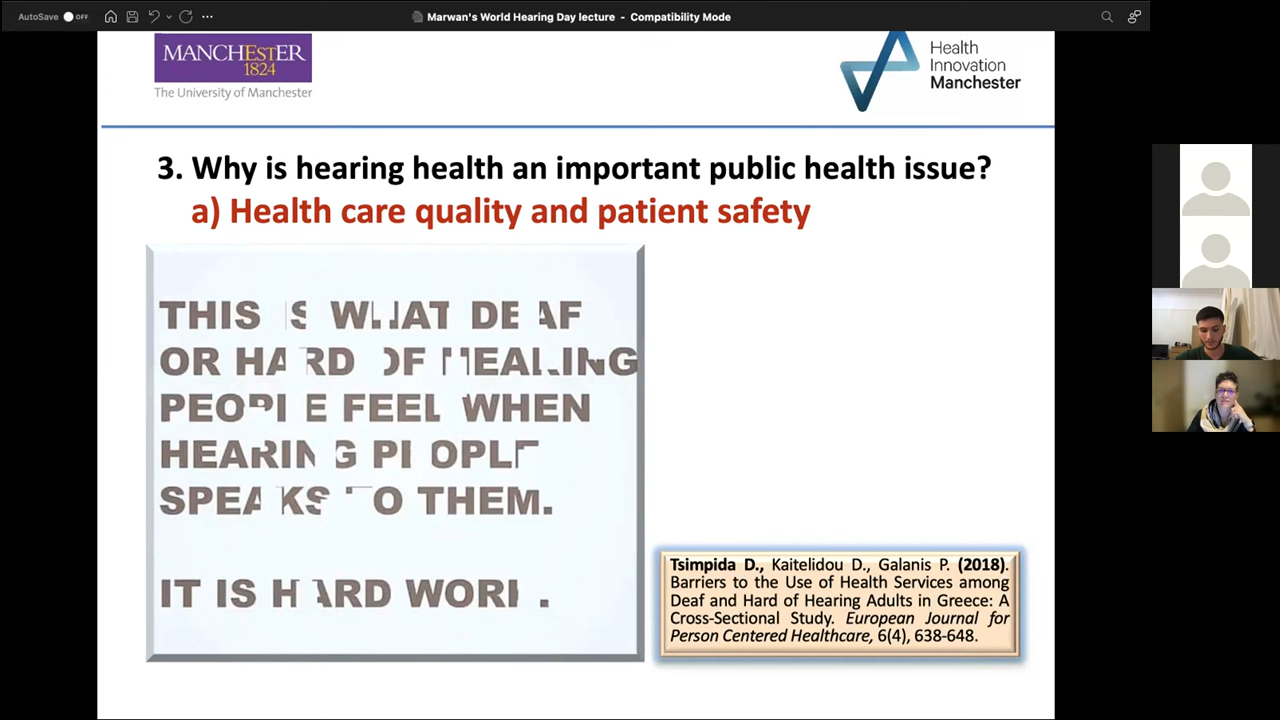 AutoSave OFF
Marwan's World Hearing Day lecture - Compatibility Mode
MANCHESTER
1824
The University of Manchester
Health
Innovation
Manchester
3. Why is hearing health an important public health issue?
a) Health care quality and patient safety
THIS IS WHAT DEAF
OR HARD OF HEARING
PEOPLE FEEL WHEN
HEARING PEOPLE
SPEAKS TO THEM.
IT IS HARD WORK.
Tsimpida D., Kaitelidou D., Galanis P. (2018).
Barriers to the Use of Health Services among
Deaf and Hard of Hearing Adults in Greece: A
Cross-Sectional Study. European Journal for
Person Centered Healthcare, 6(4), 638-648.